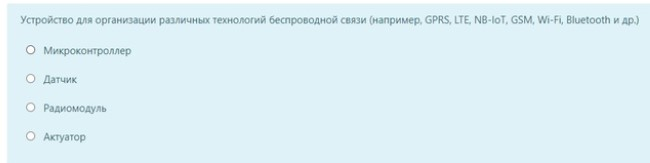 Устройство для организации различных технологий беспроводной связи (например, GPRS, LTE, NB-IoT, GSM, Wi-Fi, Bluetooth и др.)
Микроконтроллер
Датчик
Радиомодуль
Актуатор